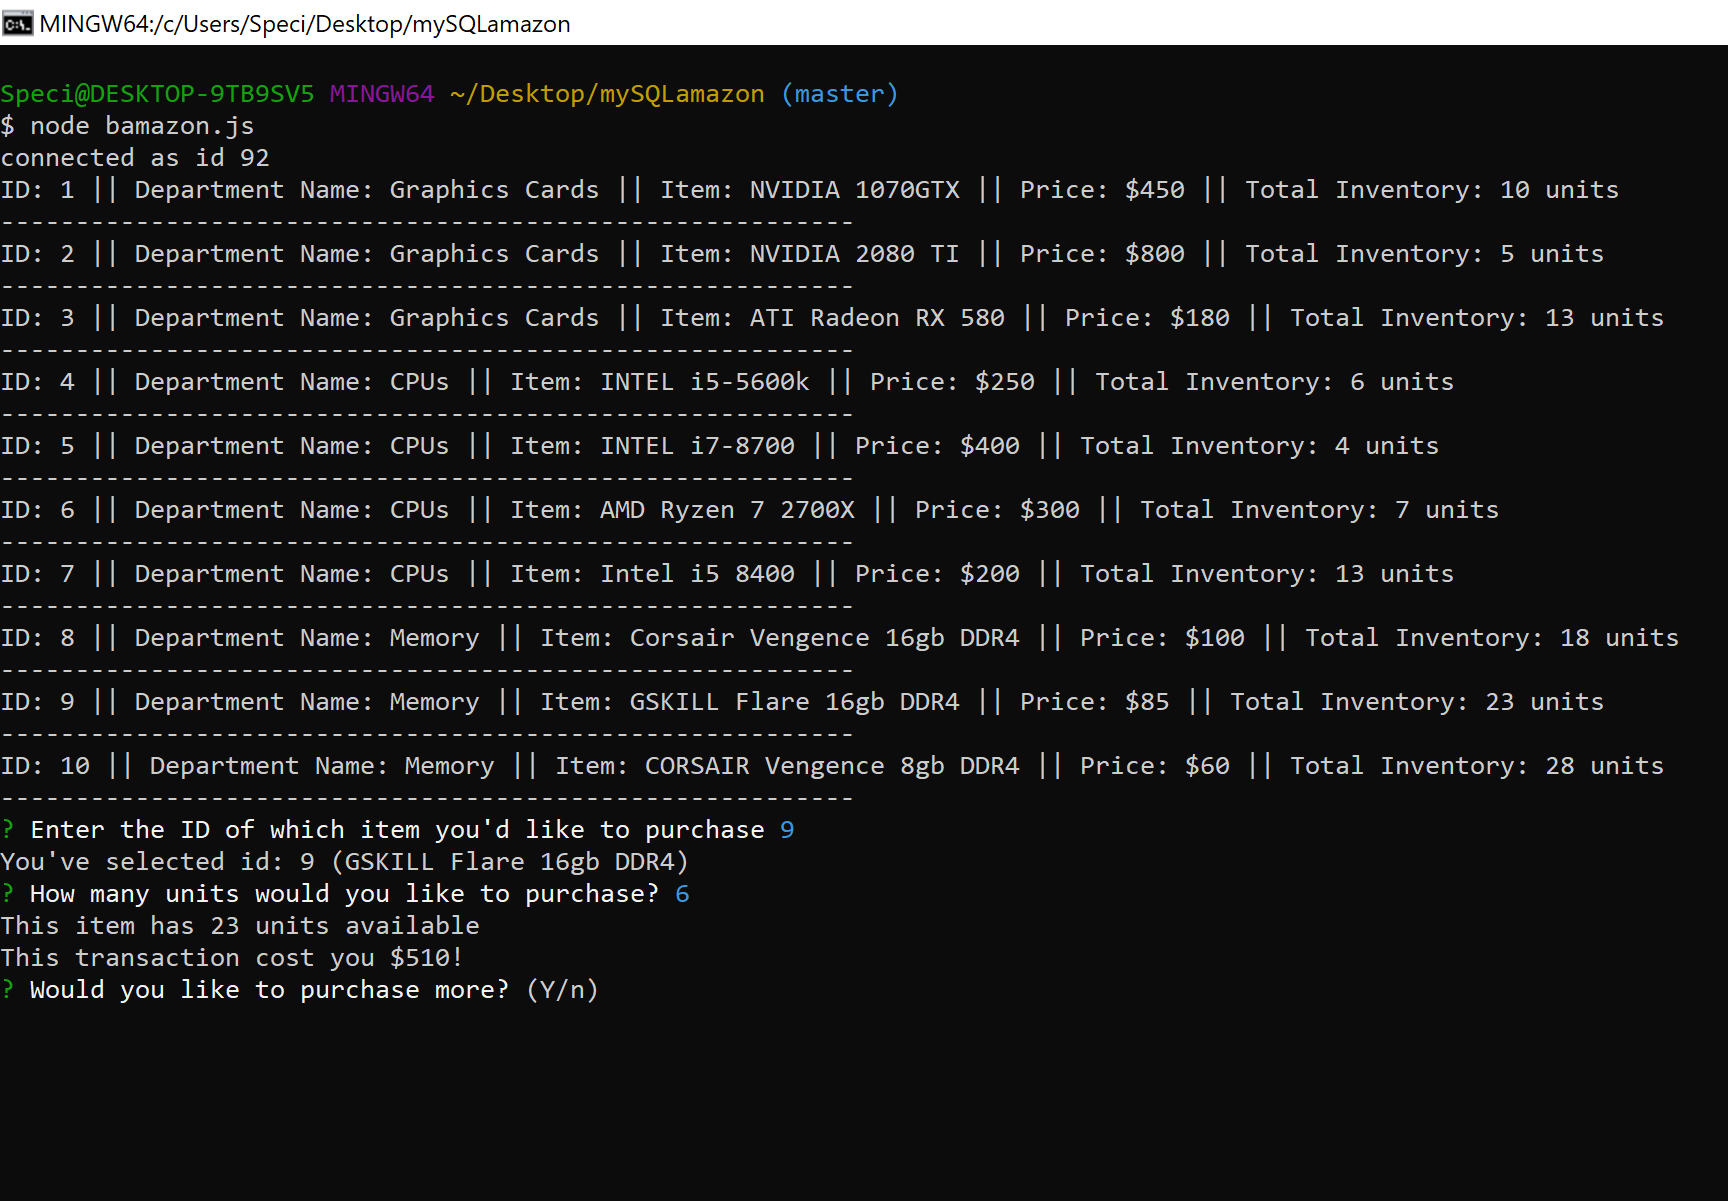 MINGW64:/c/Users/Speci/Desktop/mySQLamazon
Speci@DESKTOP-9TB9SV5 MINGW64 ~/Desktop/mySQLamazon (master)
$ node bamazon.js
connected as id 92
ID: 1 || Department Name: Graphics Cards || Item: NVIDIA 1070GTX || Price: $450 || Total Inventory: 10 units
---------------------------------------------------------
ID: 2 || Department Name: Graphics Cards || Item: NVIDIA 2080 TI || Price: $800 || Total Inventory: 5 units
---------------------------------------------------------
ID: 3 || Department Name: Graphics Cards || Item: ATI Radeon RX 580 || Price: $180 || Total Inventory: 13 units
---------------------------------------------------------
ID: 4 || Department Name: CPUs || Item: INTEL i5-5600k || Price: $250 || Total Inventory: 6 units
---------------------------------------------------------
ID: 5 || Department Name: CPUs || Item: INTEL i7-8700 || Price: $400 || Total Inventory: 4 units
---------------------------------------------------------
ID: 6 || Department Name: CPUs || Item: AMD Ryzen 7 2700X || Price: $300 || Total Inventory: 7 units
---------------------------------------------------------
ID: 7 || Department Name: CPUs || Item: Intel i5 8400 || Price: $200 || Total Inventory: 13 units
---------------------------------------------------------
ID: 8 || Department Name: Memory || Item: Corsair Vengence 16gb DDR4 || Price: $100 || Total Inventory: 18 units
---------------------------------------------------------
ID: 9 || Department Name: Memory || Item: GSKILL Flare 16gb DDR4 || Price: $85 || Total Inventory: 23 units
---------------------------------------------------------
ID: 10 || Department Name: Memory || Item: CORSAIR Vengence 8gb DDR4 || Price: $60 || Total Inventory: 28 units
---------------------------------------------------------
? Enter the ID of which item you'd like to purchase 9
You've selected id: 9 (GSKILL Flare 16gb DDR4)
? How many units would you like to purchase? 6
This item has 23 units available
This transaction cost you $510!
? Would you like to purchase more? (Y/n)